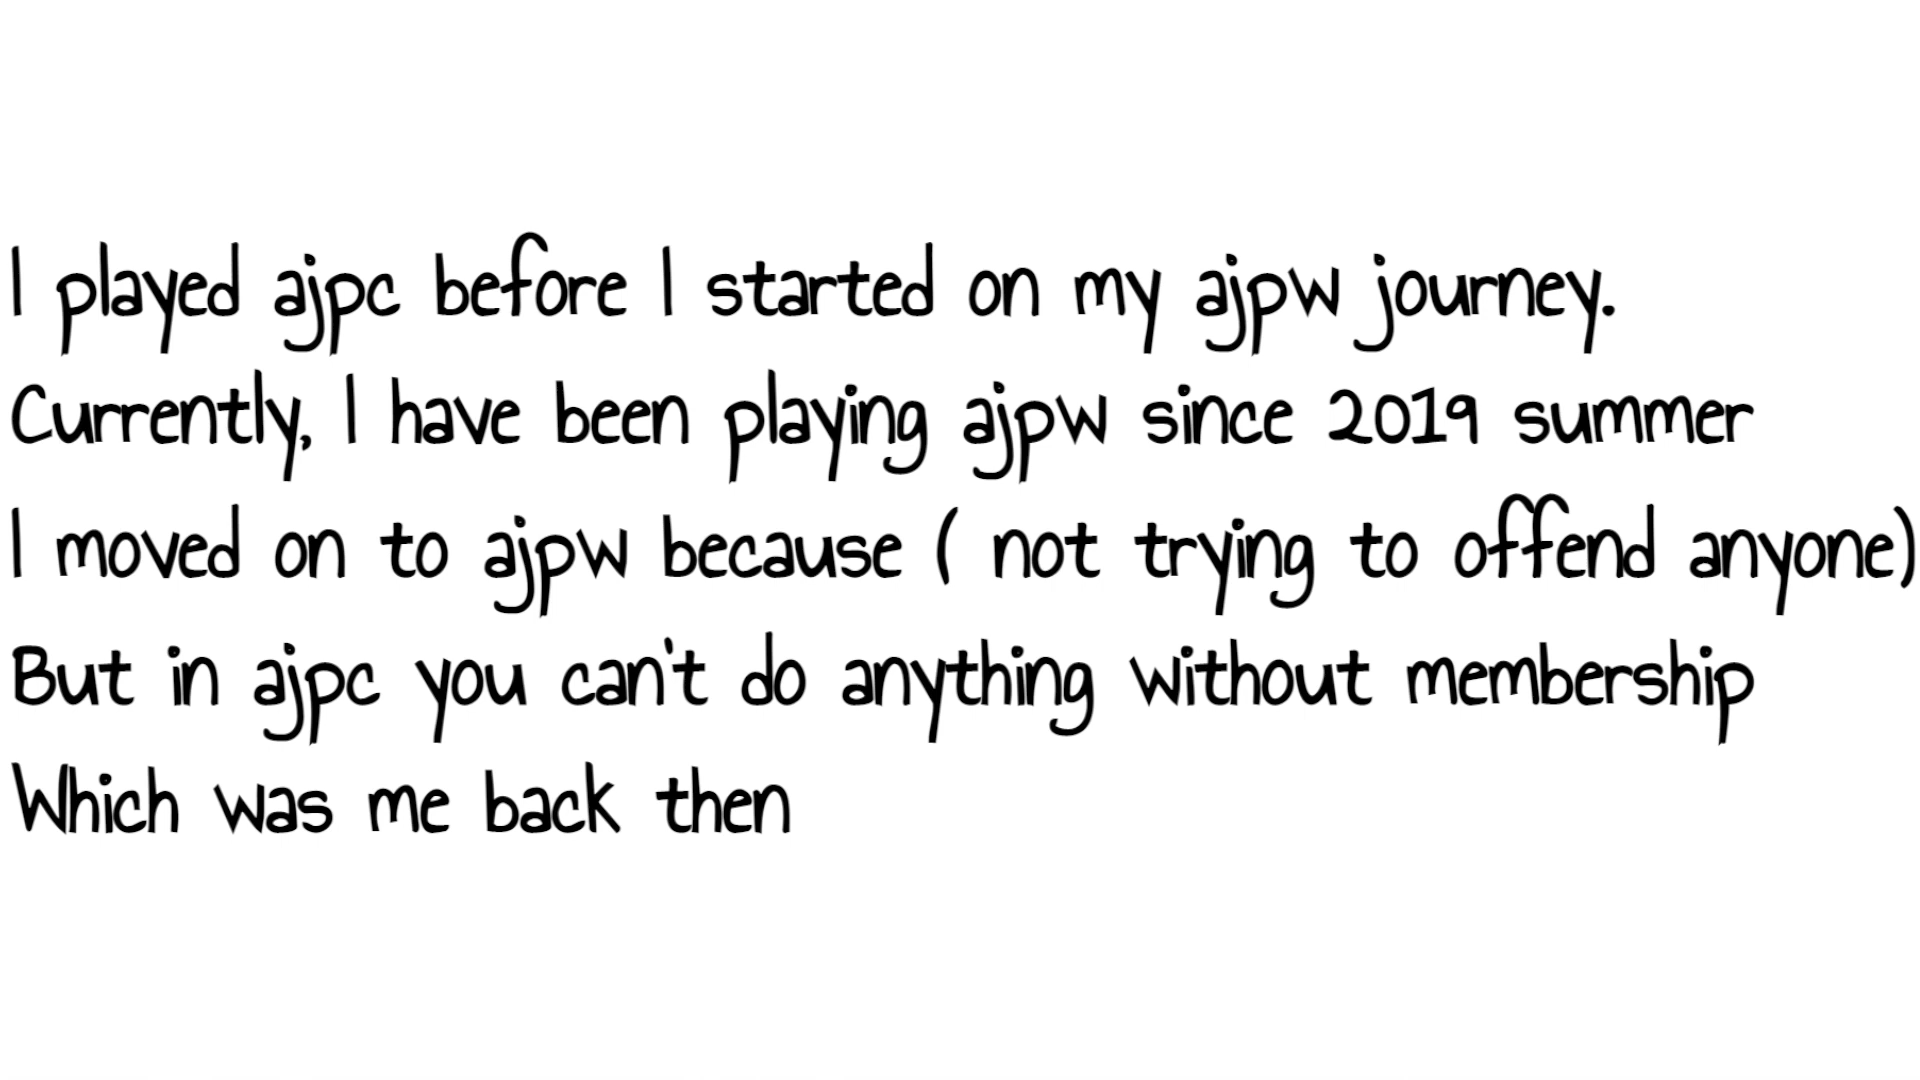 I played ajpc before I started on my ajpw journey.
Currently, I have been playing ajpw since 2019 summer
I moved on to ajpw because ( not trying to offend anyone)
But in ajpc you can't do anything without membership
Which was me back then